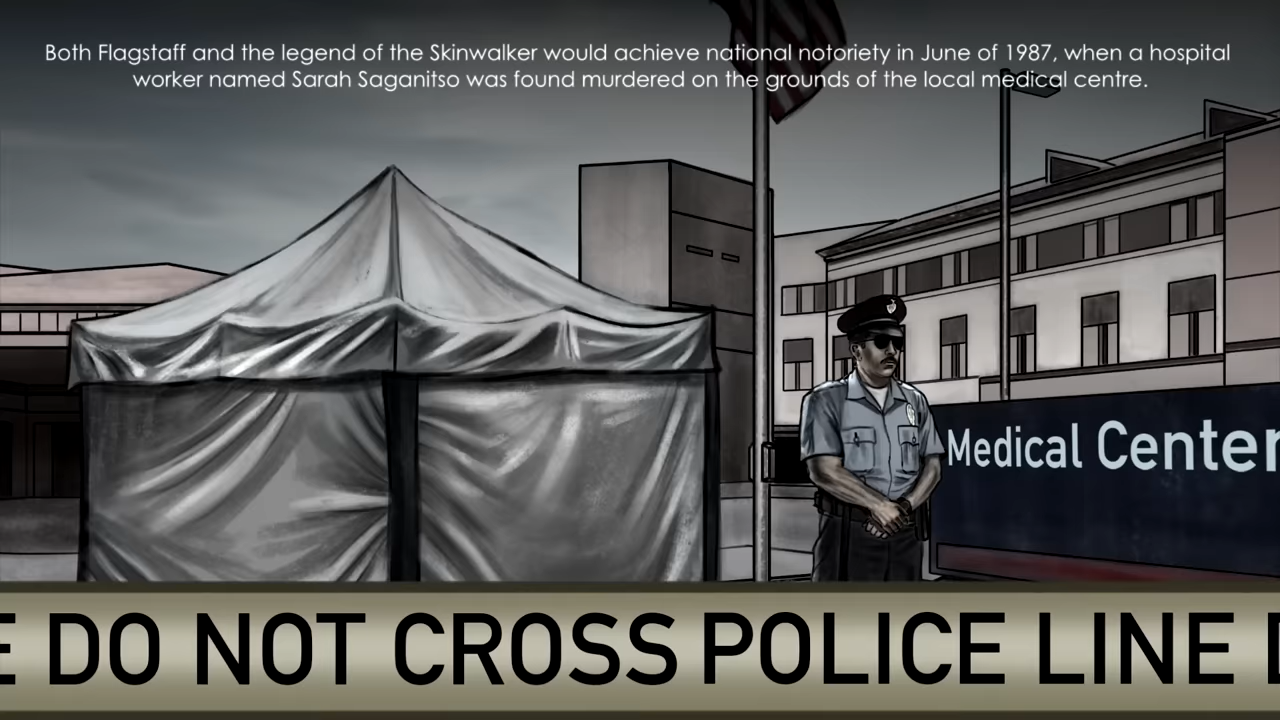 Both Flagstaff and the legend of the Skinwalker would achieve national notoriety in June of 1987, when a hospital
worker named Sarah Saganitso was found murdered on the grounds of the local medical centre.
Medical Center
E DO NOT CROSS POLICE LINE D